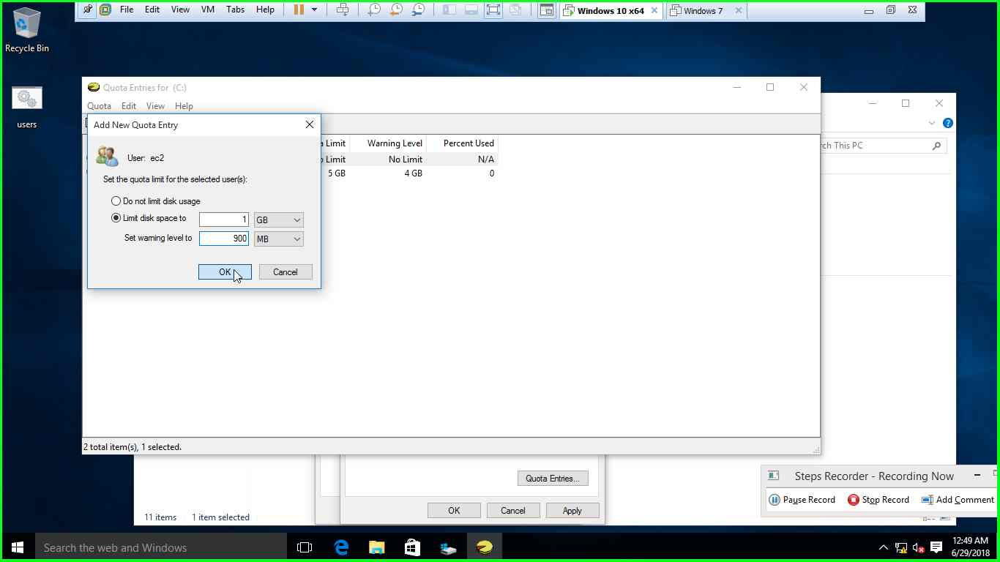 File Edit View VM Tabs Help
Windows 10 x64
Windows 7
Recycle Bin
users
Quota Entries for (C:)
Quota Edit View Help
Add New Quota Entry
User: ec2
Set the quota limit for the selected user(s):
Do not limit disk usage
Limit disk space to 1 GB
Set warning level to 900 MB
OK Cancel
Limit Warning Level Percent Used
Limit No Limit N/A
5 GB 4 GB 0
This PC
2 total item(s), 1 selected.
Quota Entries...
OK Cancel Apply
11 items 1 item selected
Steps Recorder - Recording Now
Pause Record Stop Record Add Comment
Search the web and Windows
12:49 AM
6/29/2018